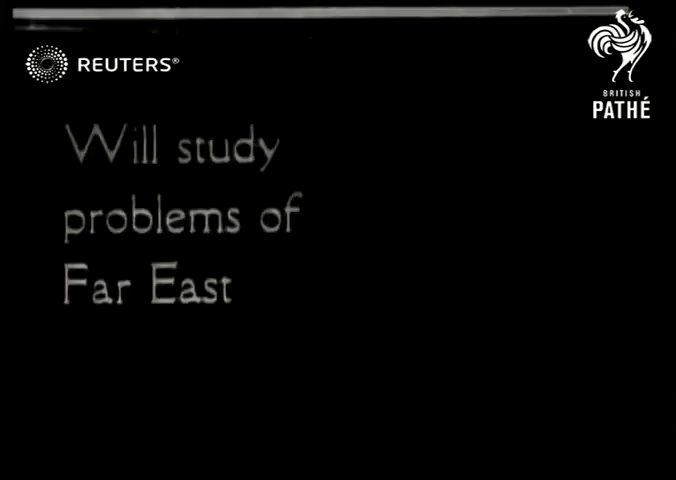 REUTERS®
BRITISH
PATHÉ
Will study
problems of
Far East